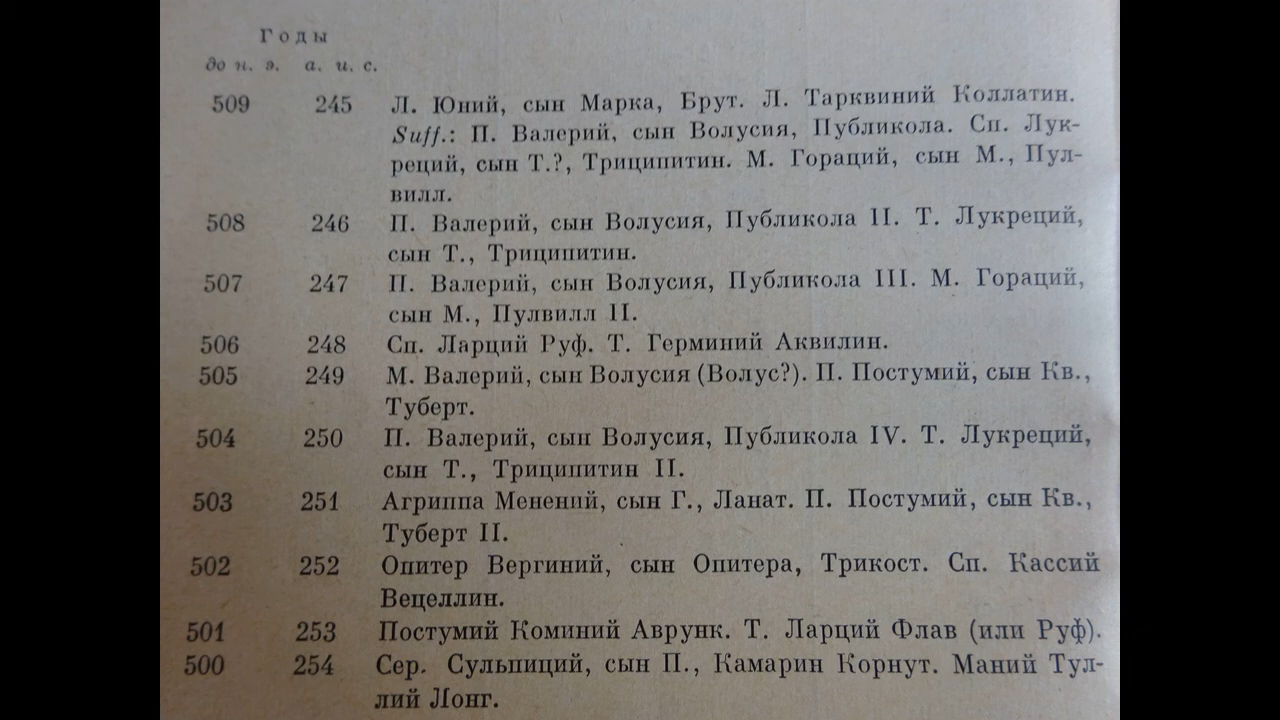 Годы
до н. э. а. и. с.
509 245 Л. Юний, сын Марка, Брут. Л. Тарквиний Коллатин.
Suff.: П. Валерий, сын Волусия, Публикола. Сп. Лук-
реций, сын Т.?, Триципитин. М. Гораций, сын М., Пул-
вилл.
508 246 П. Валерий, сын Волусия, Публикола II. Т. Лукреций,
сын Т., Триципитин.
507 247 П. Валерий, сын Волусия, Публикола III. М. Гораций,
сын М., Пулвилл II.
506 248 Сп. Ларций Руф. Т. Герминий Аквилин.
505 249 М. Валерий, сын Волусия (Волус?). П. Постумий, сын Кв.,
Туберт.
504 250 П. Валерий, сын Волусия, Публикола IV. Т. Лукреций,
сын Т., Триципитин II.
503 251 Агриппа Менений, сын Г., Ланат. П. Постумий, сын Кв.,
Туберт II.
502 252 Опитер Вергиний, сын Опитера, Трикост. Сп. Кассий
Вецеллин.
501 253 Постумий Коминий Аврунк. Т. Ларций Флав (или Руф).
500 254 Сер. Сульпиций, сын П., Камарин Корнут. Маний Тул-
лий Лонг.